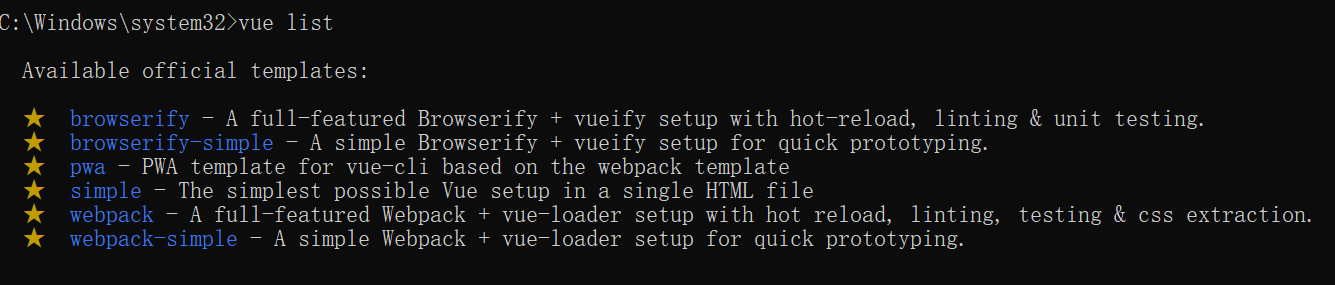 C:\Windows\system32>vue list
Available official templates:
★ browserify - A full-featured Browserify + vueify setup with hot-reload, linting & unit testing.
★ browserify-simple - A simple Browserify + vueify setup for quick prototyping.
★ pwa - PWA template for vue-cli based on the webpack template
★ simple - The simplest possible Vue setup in a single HTML file
★ webpack - A full-featured Webpack + vue-loader setup with hot reload, linting, testing & css extraction.
★ webpack-simple - A simple Webpack + vue-loader setup for quick prototyping.